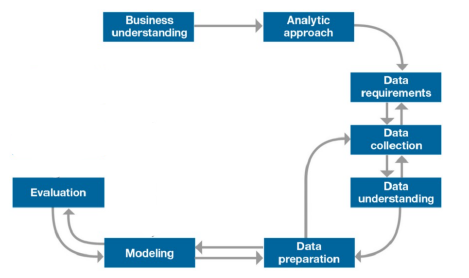 Business
understanding
Analytic
approach
Data
requirements
Data
collection
Data
understanding
Data
preparation
Modeling
Evaluation